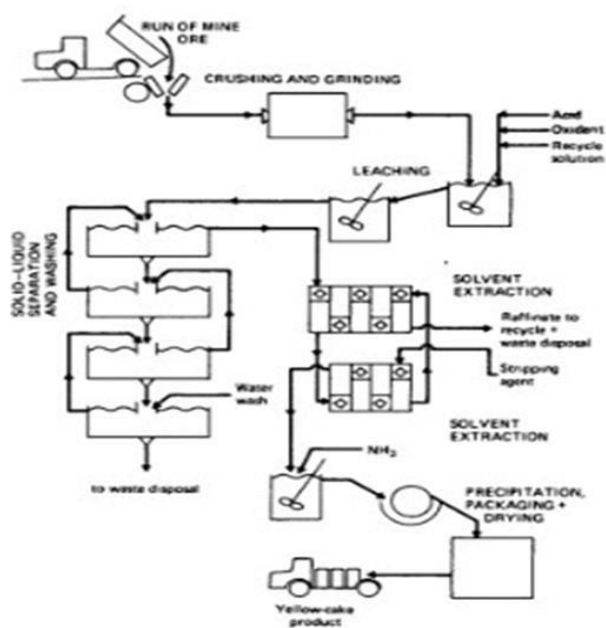 RUN OF MINE
ORE
CRUSHING AND GRINDING
Acid
Oxident
Recycle
solution
LEACHING
SOLID-LIQUID
SEPARATION
AND WASHING
SOLVENT
EXTRACTION
Raffinate to
recycle +
waste disposal
Stripping
agent
Water
wash
SOLVENT
EXTRACTION
to waste disposal
NH3
PRECIPITATION,
PACKAGING +
DRYING
Yellow-cake
product